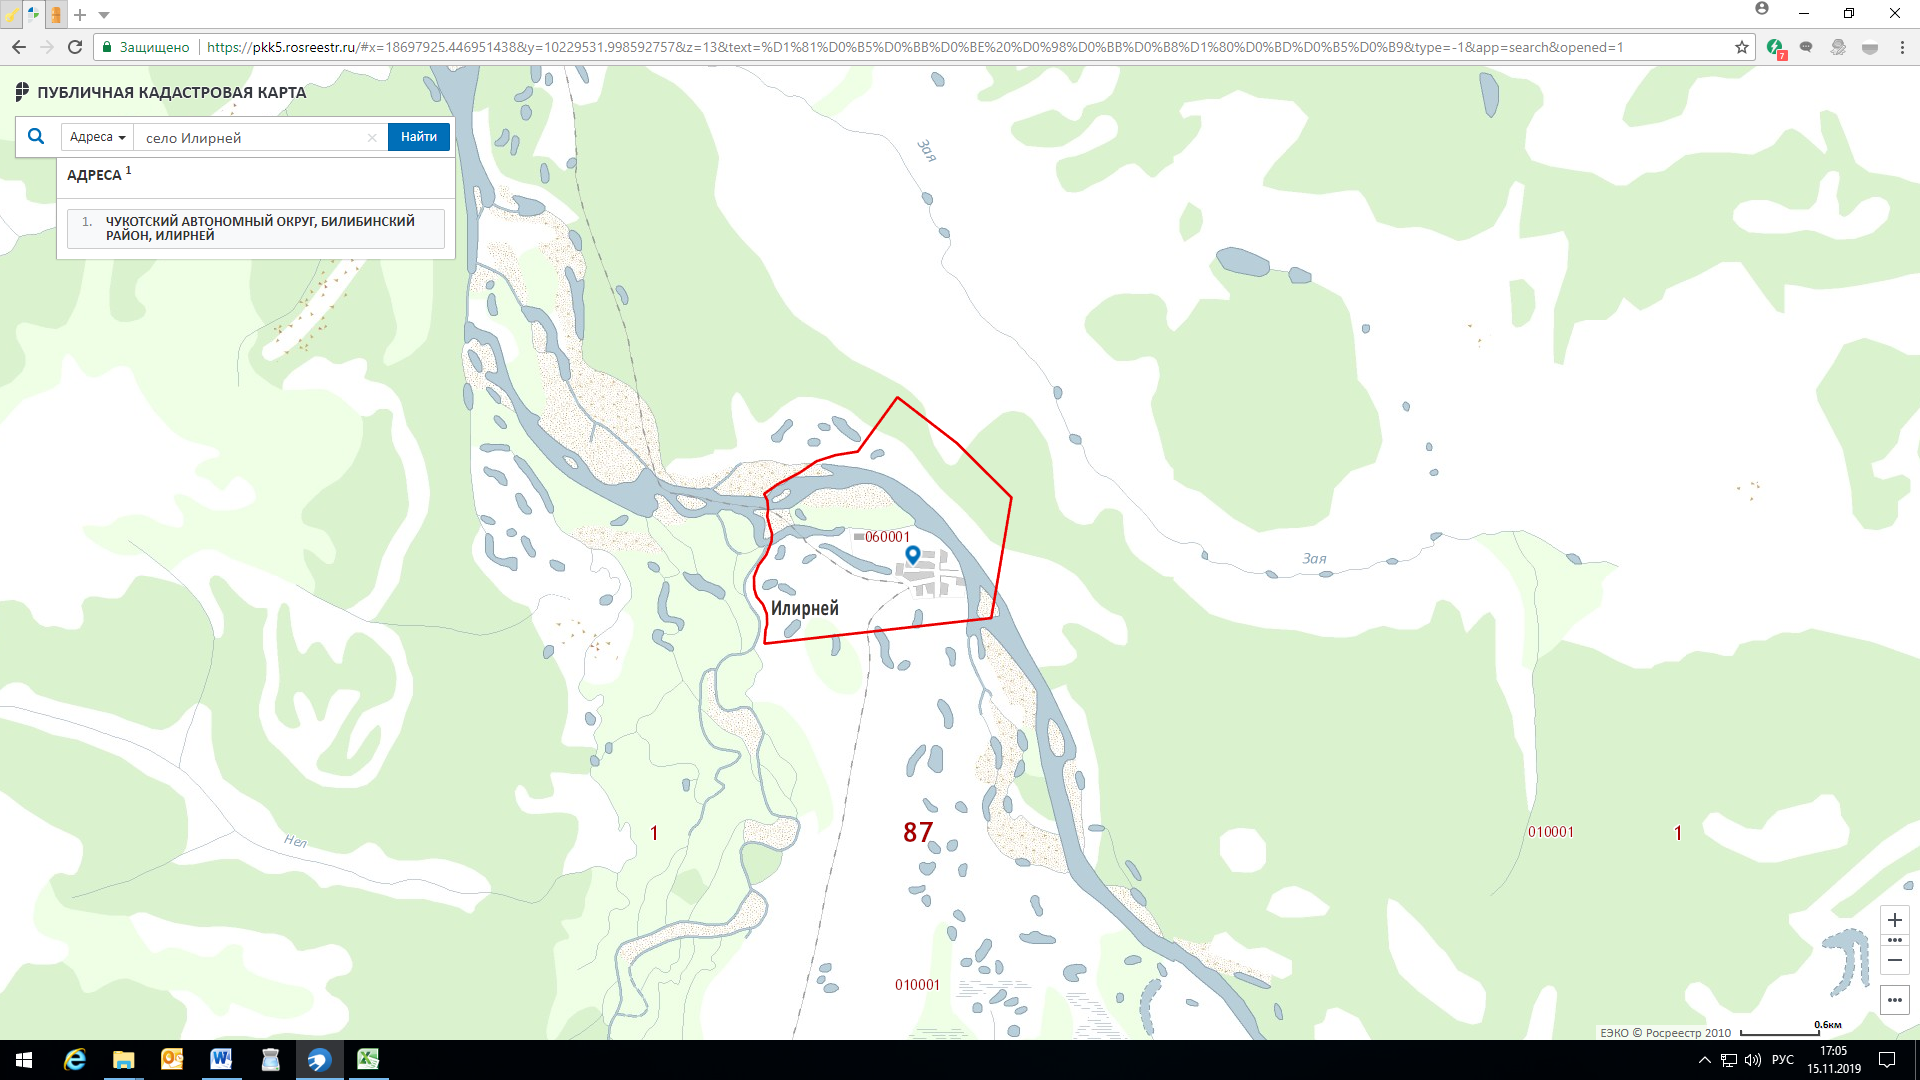 Защищено
https://pkk5.rosreestr.ru/#x=18697925.446951438&y=10229531.998592757&z=13&text=%D1%81%D0%B5%D0%BB%D0%BE%20%D0%98%D0%BB%D0%B8%D1%80%D0%BD%D0%B5%D0%B9&type=-1&app=search&opened=1
7
ПУБЛИЧНАЯ КАДАСТРОВАЯ КАРТА
Адреса
село Илирней
Найти
АДРЕСА 1
1. ЧУКОТСКИЙ АВТОНОМНЫЙ ОКРУГ, БИЛИБИНСКИЙ
РАЙОН, ИЛИРНЕЙ
Зая
060001
Зая
Илирней
1
87
010001
1
Нел
010001
ЕЭКО © Росреестр 2010
0.6км
РУС
17:05
15.11.2019